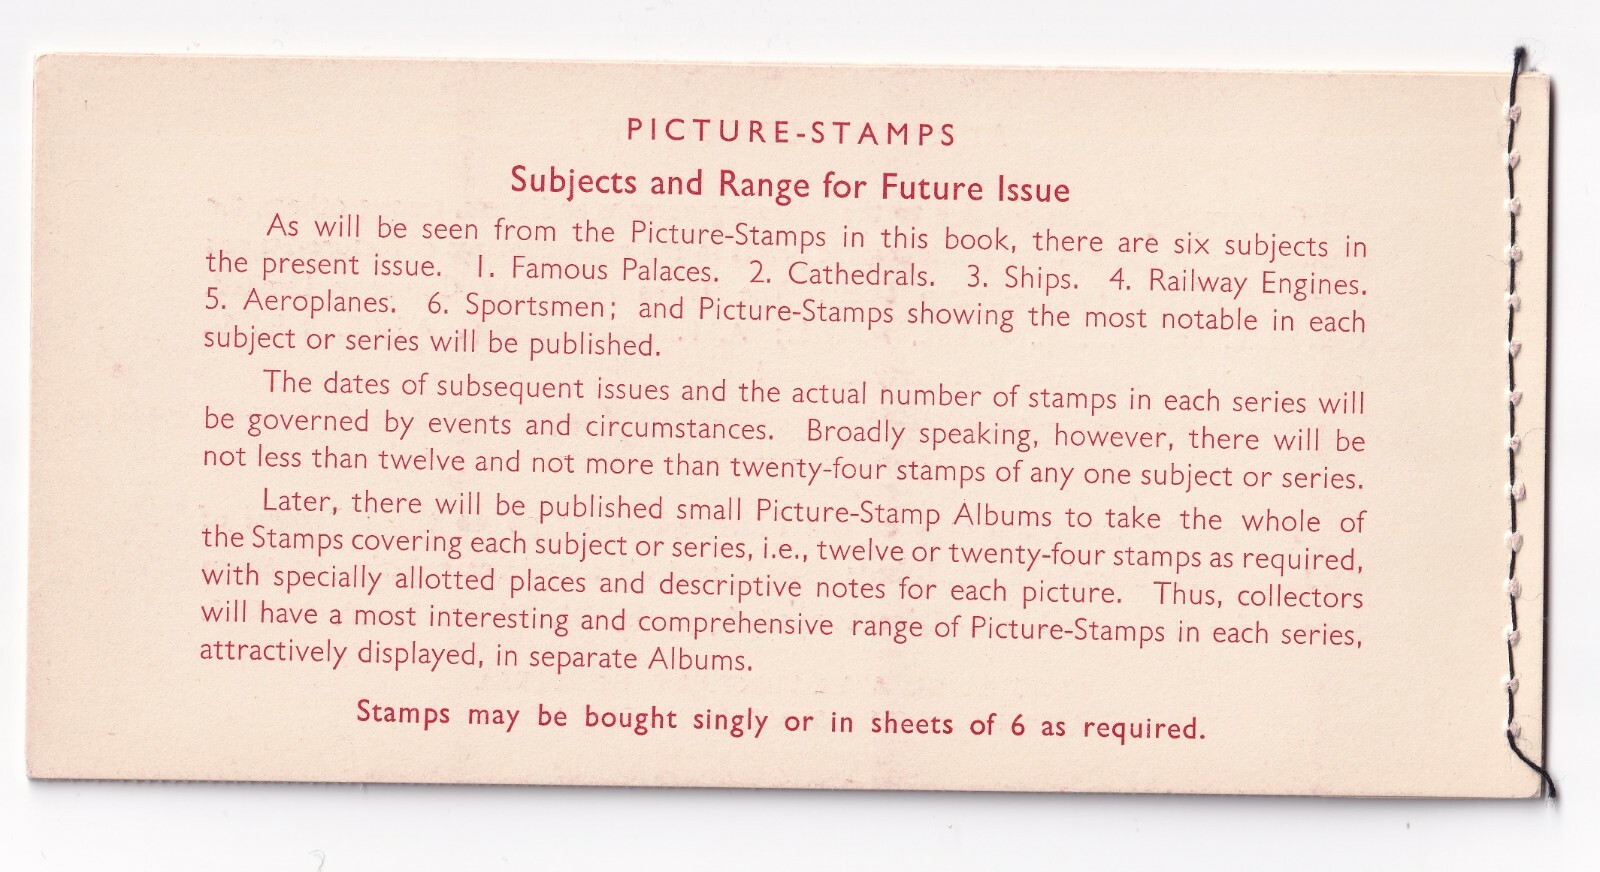 PICTURE-STAMPS
Subjects and Range for Future Issue
As will be seen from the Picture-Stamps in this book, there are six subjects in
the present issue. 1. Famous Palaces. 2. Cathedrals. 3. Ships. 4. Railway Engines.
5. Aeroplanes. 6. Sportsmen; and Picture-Stamps showing the most notable in each
subject or series will be published.
The dates of subsequent issues and the actual number of stamps in each series will
be governed by events and circumstances. Broadly speaking, however, there will be
not less than twelve and not more than twenty-four stamps of any one subject or series.
Later, there will be published small Picture-Stamp Albums to take the whole of
the Stamps covering each subject or series, i.e., twelve or twenty-four stamps as required,
with specially allotted places and descriptive notes for each picture. Thus, collectors
will have a most interesting and comprehensive range of Picture-Stamps in each series,
attractively displayed, in separate Albums.
Stamps may be bought singly or in sheets of 6 as required.